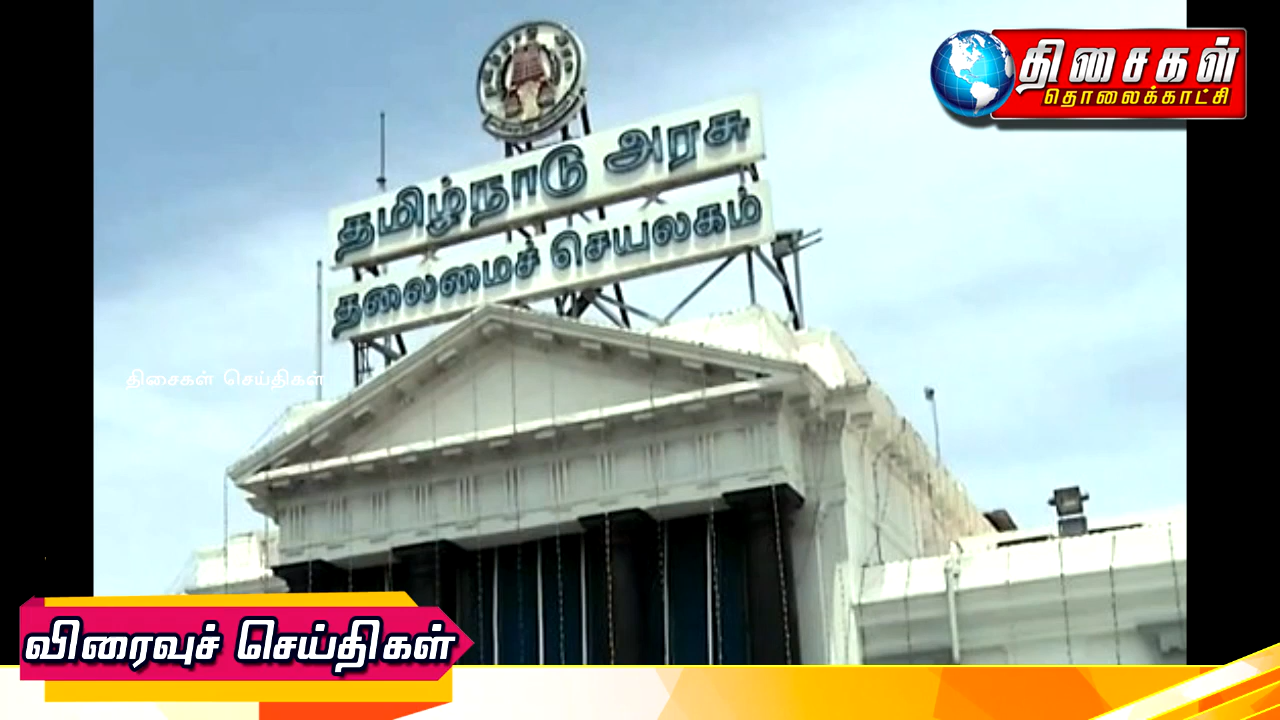 திசைகள்
தொலைக்காட்சி
தமிழ்நாடு அரசு
தலைமைச் செயலகம்
திசைகள் செய்திகள்
விரைவுச் செய்திகள்